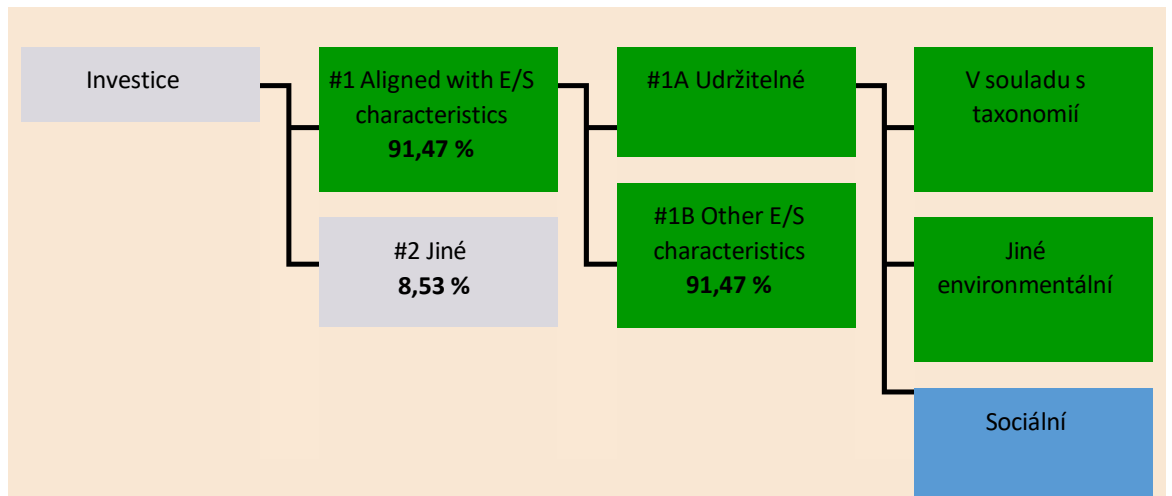 Investice
#1 Aligned with E/S
characteristics
91,47 %
#2 Jiné
8,53 %
#1A Udržitelné
#1B Other E/S
characteristics
91,47 %
V souladu s
taxonomií
Jiné
environmentální
Sociální